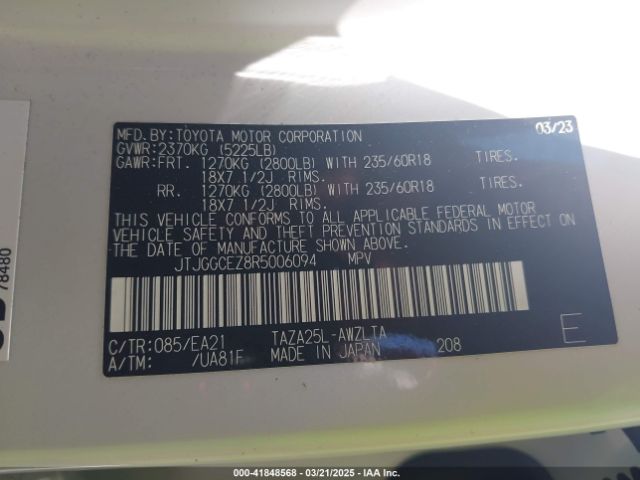 MFD.BY:TOYOTA MOTOR CORPORATION 03/23
GVWR:2370KG (5225LB)
GAWR:FRT. 1270KG (2800LB) WITH 235/60R18 TIRES.
18X7 1/2J RIMS.
RR. 1270KG (2800LB) WITH 235/60R18 TIRES.
18X7 1/2J RIMS.
THIS VEHICLE CONFORMS TO ALL APPLICABLE FEDERAL MOTOR
VEHICLE SAFETY AND THEFT PREVENTION STANDARDS IN EFFECT ON
THE DATE OF MANUFACTURE SHOWN ABOVE.
JTJGGCEZ8R5006094 MPV
C/TR:085/EA21 TAZA25L-AWZLTA
A/TM: /UA81F MADE IN JAPAN 208 E
78480
000-41848568 — 03/21/2025 — IAA Inc.